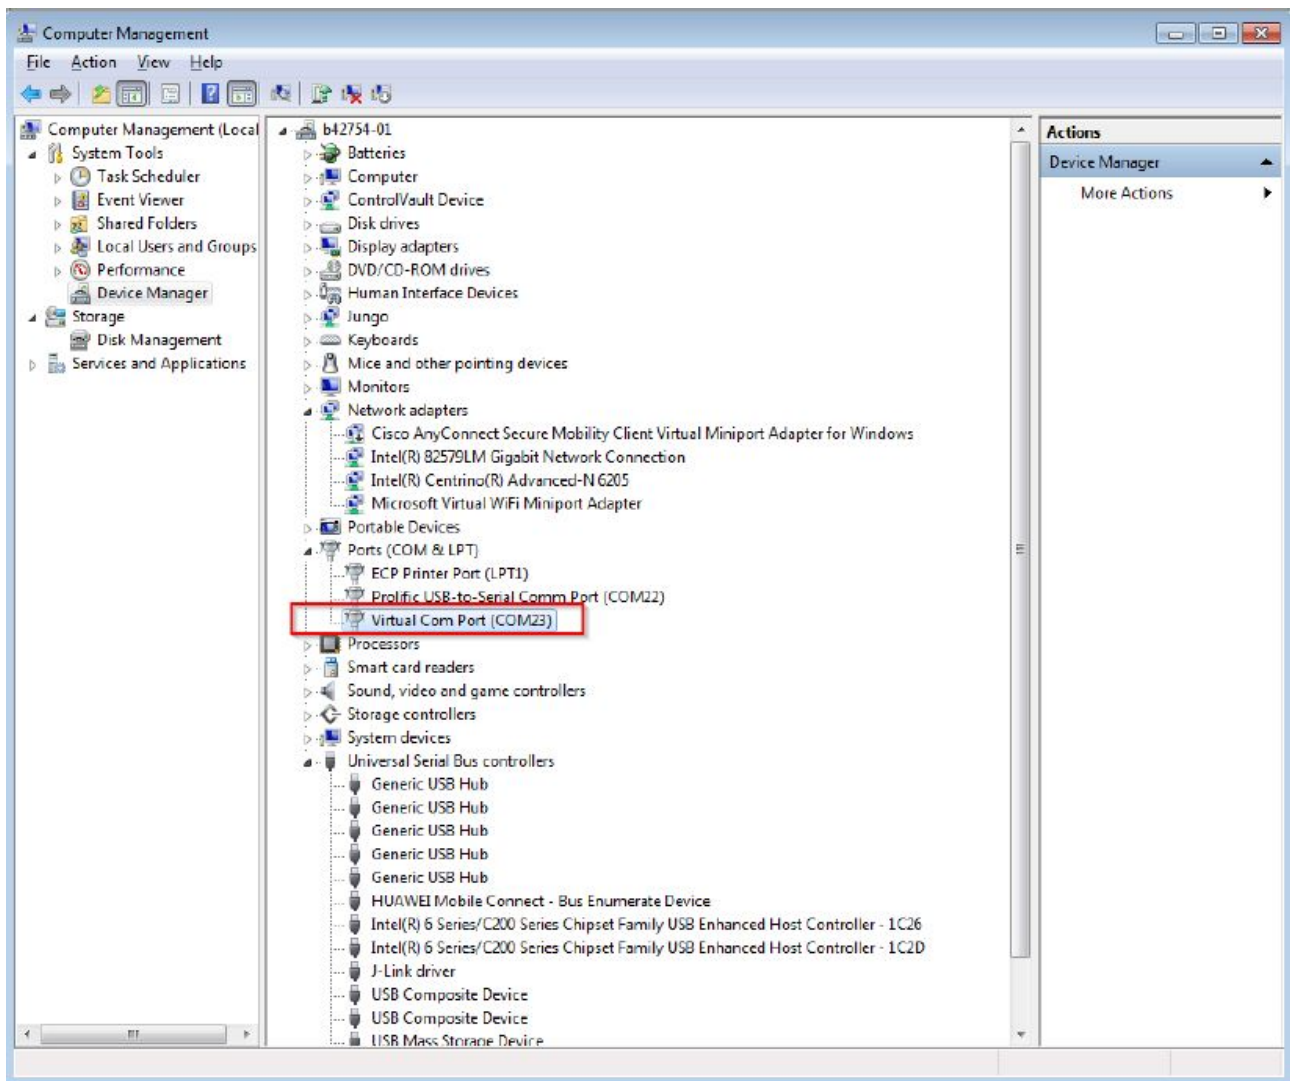 Computer Management
File Action View Help
Computer Management (Local
System Tools
Task Scheduler
Event Viewer
Shared Folders
Local Users and Groups
Performance
Device Manager
Storage
Disk Management
Services and Applications
b42754-01
Batteries
Computer
ControlVault Device
Disk drives
Display adapters
DVD/CD-ROM drives
Human Interface Devices
Jungo
Keyboards
Mice and other pointing devices
Monitors
Network adapters
Cisco AnyConnect Secure Mobility Client Virtual Miniport Adapter for Windows
Intel(R) 82579LM Gigabit Network Connection
Intel(R) Centrino(R) Advanced-N 6205
Microsoft Virtual WiFi Miniport Adapter
Portable Devices
Ports (COM & LPT)
ECP Printer Port (LPT1)
Prolific USB-to-Serial Comm Port (COM22)
Virtual Com Port (COM23)
Processors
Smart card readers
Sound, video and game controllers
Storage controllers
System devices
Universal Serial Bus controllers
Generic USB Hub
Generic USB Hub
Generic USB Hub
Generic USB Hub
Generic USB Hub
HUAWEI Mobile Connect - Bus Enumerate Device
Intel(R) 6 Series/C200 Series Chipset Family USB Enhanced Host Controller - 1C26
Intel(R) 6 Series/C200 Series Chipset Family USB Enhanced Host Controller - 1C2D
J-Link driver
USB Composite Device
USB Composite Device
USB Mass Storage Device
Actions
Device Manager
More Actions